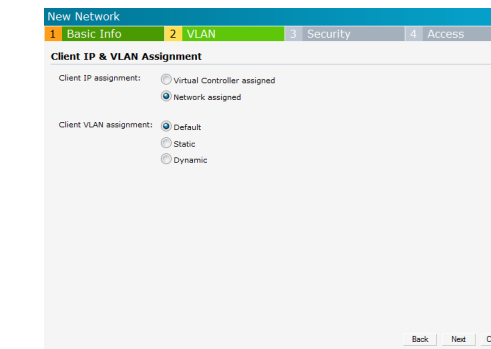 New Network
1 Basic Info 2 VLAN 3 Security 4 Access
Client IP & VLAN Assignment
Client IP assignment: Virtual Controller assigned
Network assigned
Client VLAN assignment: Default
Static
Dynamic
Back Next